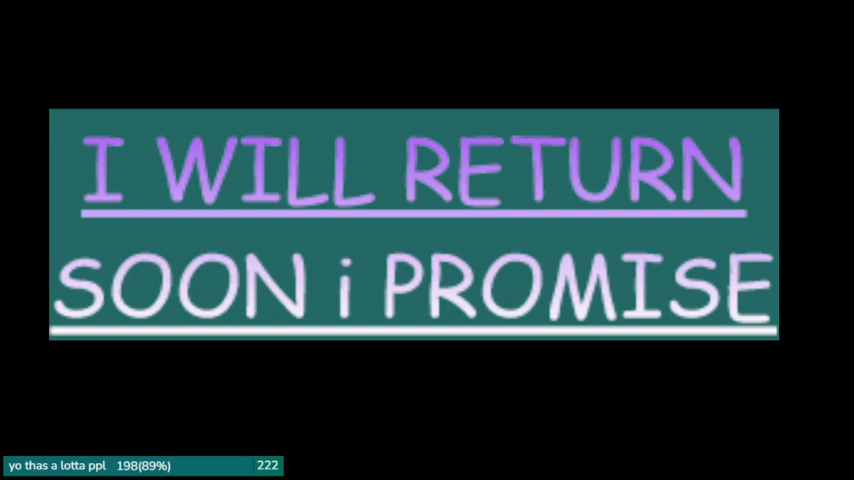 I WILL RETURN
SOON i PROMISE
yo thas a lotta ppl 198(89%) 222